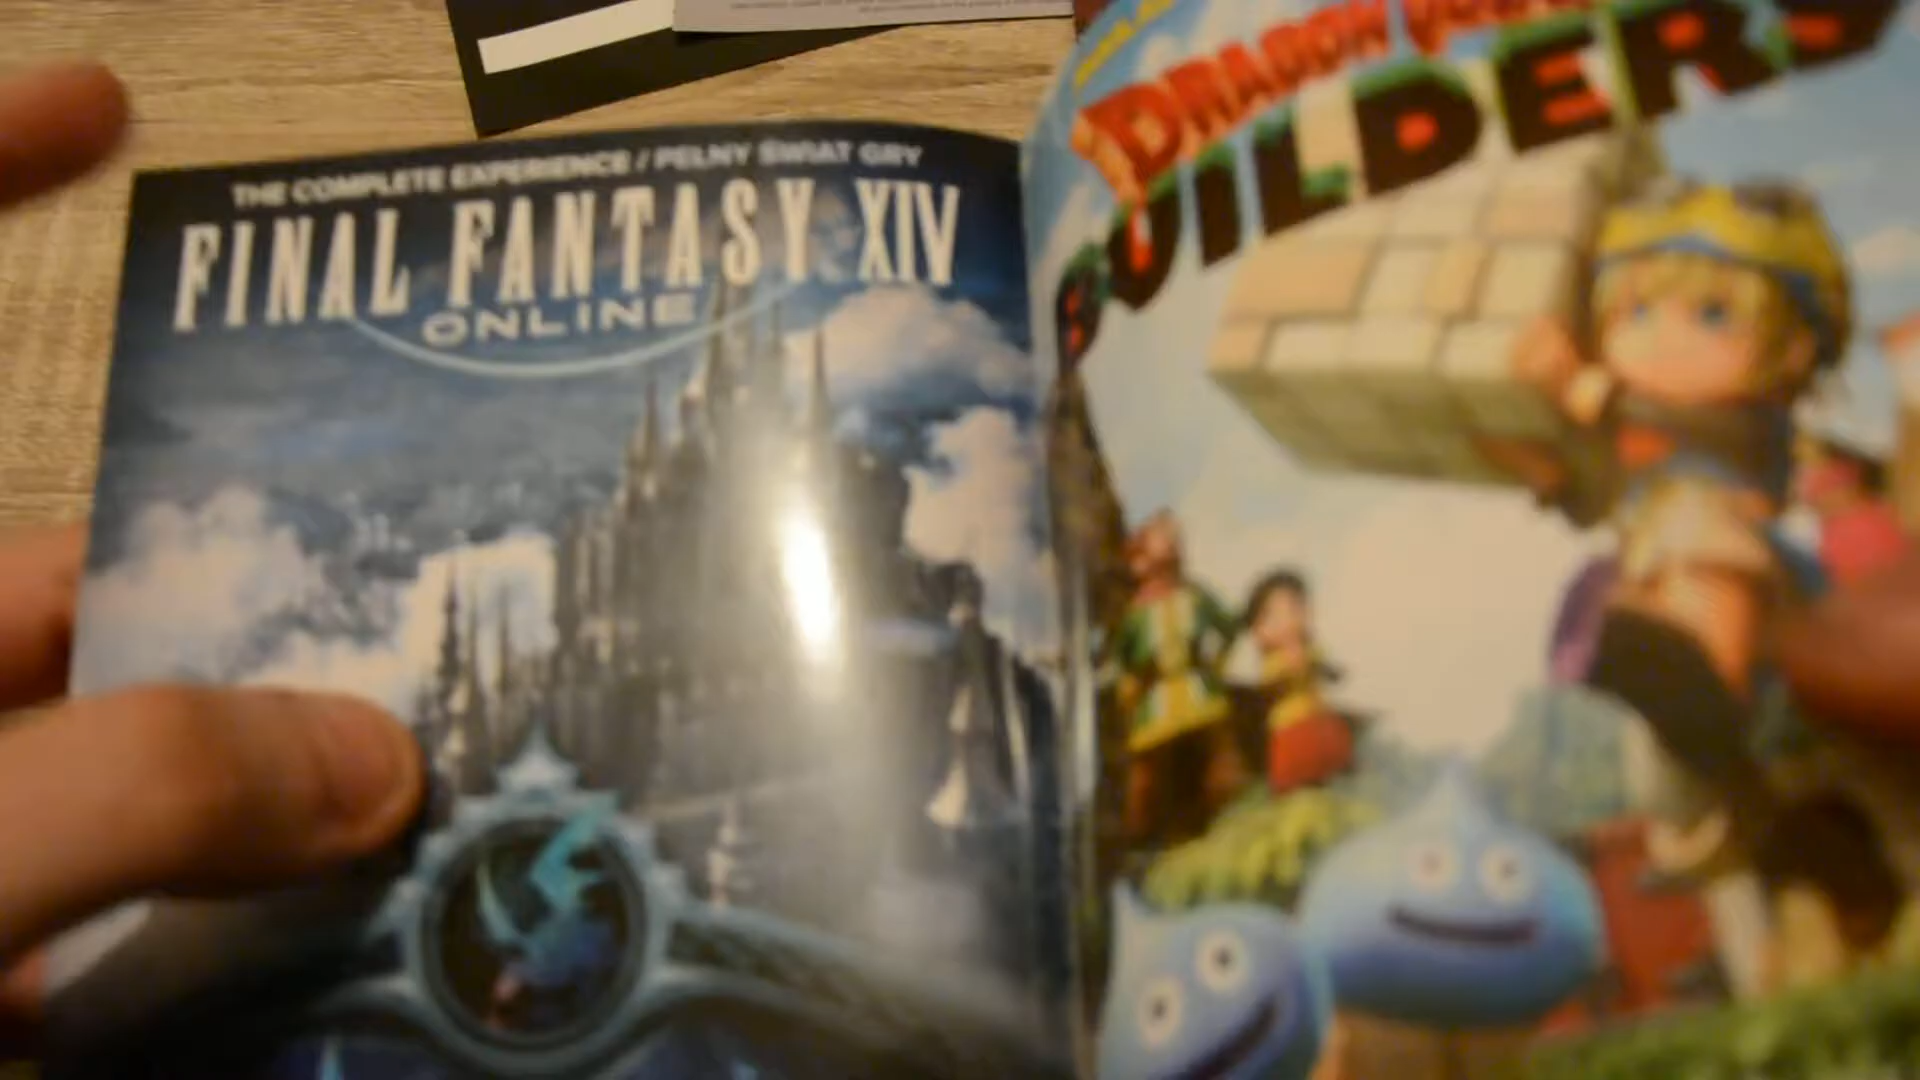 THE COMPLETE EXPERIENCE / PEŁNY ŚWIAT GRY
FINAL FANTASY XIV
ONLINE
DRAGON QUEST
BUILDERS